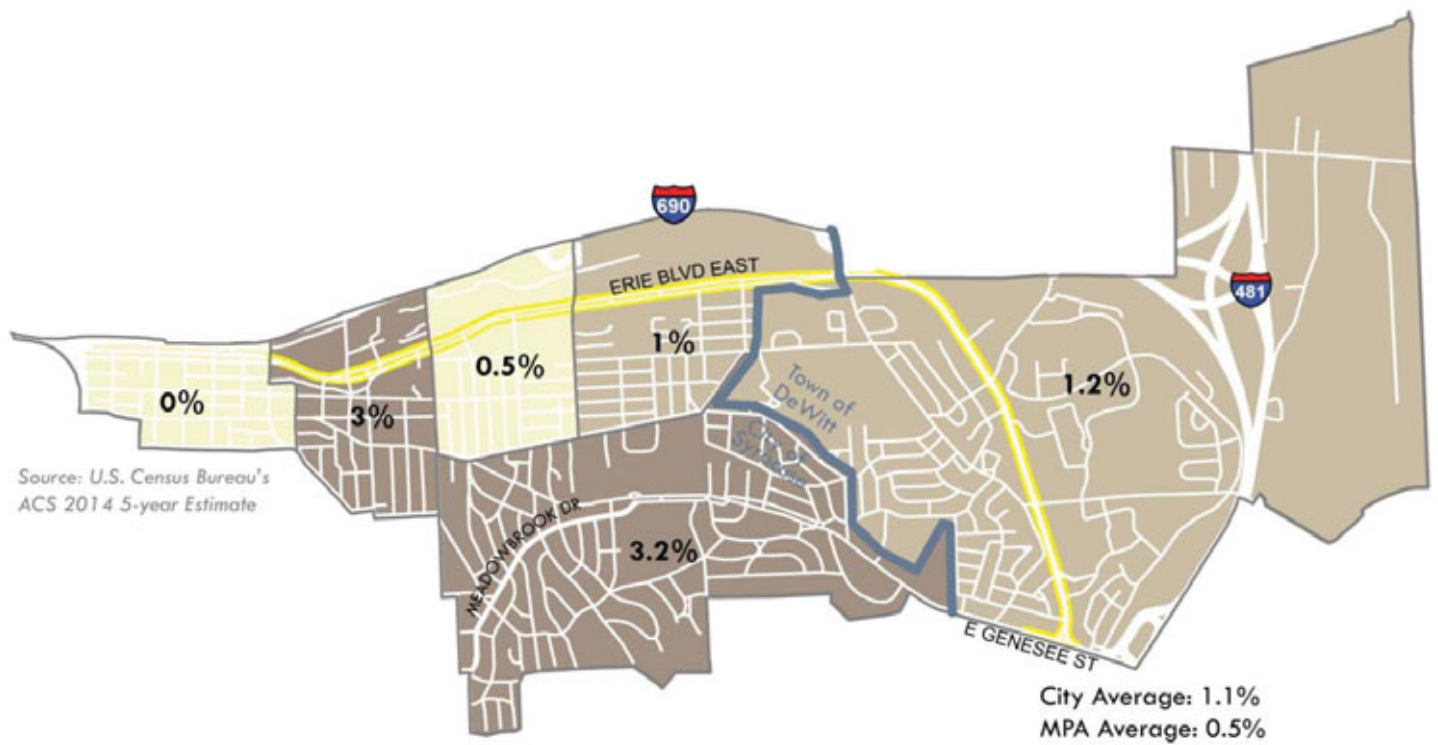 690
ERIE BLVD EAST
481
1%
0.5%
1.2%
0%
3%
Town of
DeWitt
City of
Syracuse
Source: U.S. Census Bureau's
ACS 2014 5-year Estimate
MEADOWBROOK DR
3.2%
E GENESEE ST
City Average: 1.1%
MPA Average: 0.5%